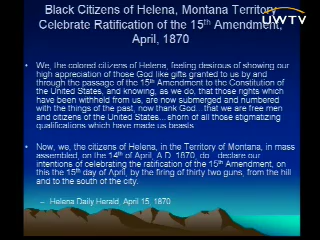 Black Citizens of Helena, Montana Territory
UWTV
Celebrate Ratification of the 15th Amendment,
April, 1870
• We, the colored citizens of Helena, feeling desirous of showing our
high appreciation of those God like gifts granted to us by and
through the passage of the 15th Amendment to the Constitution of
the United States, and knowing, as we do, that those rights which
have been withheld from us, are now submerged and numbered
with the things of the past, now thank God... that we are free men
and citizens of the United States... shorn of all those stigmatizing
qualifications which have made us beasts.
• Now, we, the citizens of Helena, in the Territory of Montana, in mass
assembled, on the 14th of April, A.D. 1870, do... declare our
intentions of celebrating the ratification of the 15th Amendment, on
this the 15th day of April, by the firing of thirty two guns, from the hill
and to the south of the city.
– Helena Daily Herald, April 15, 1870